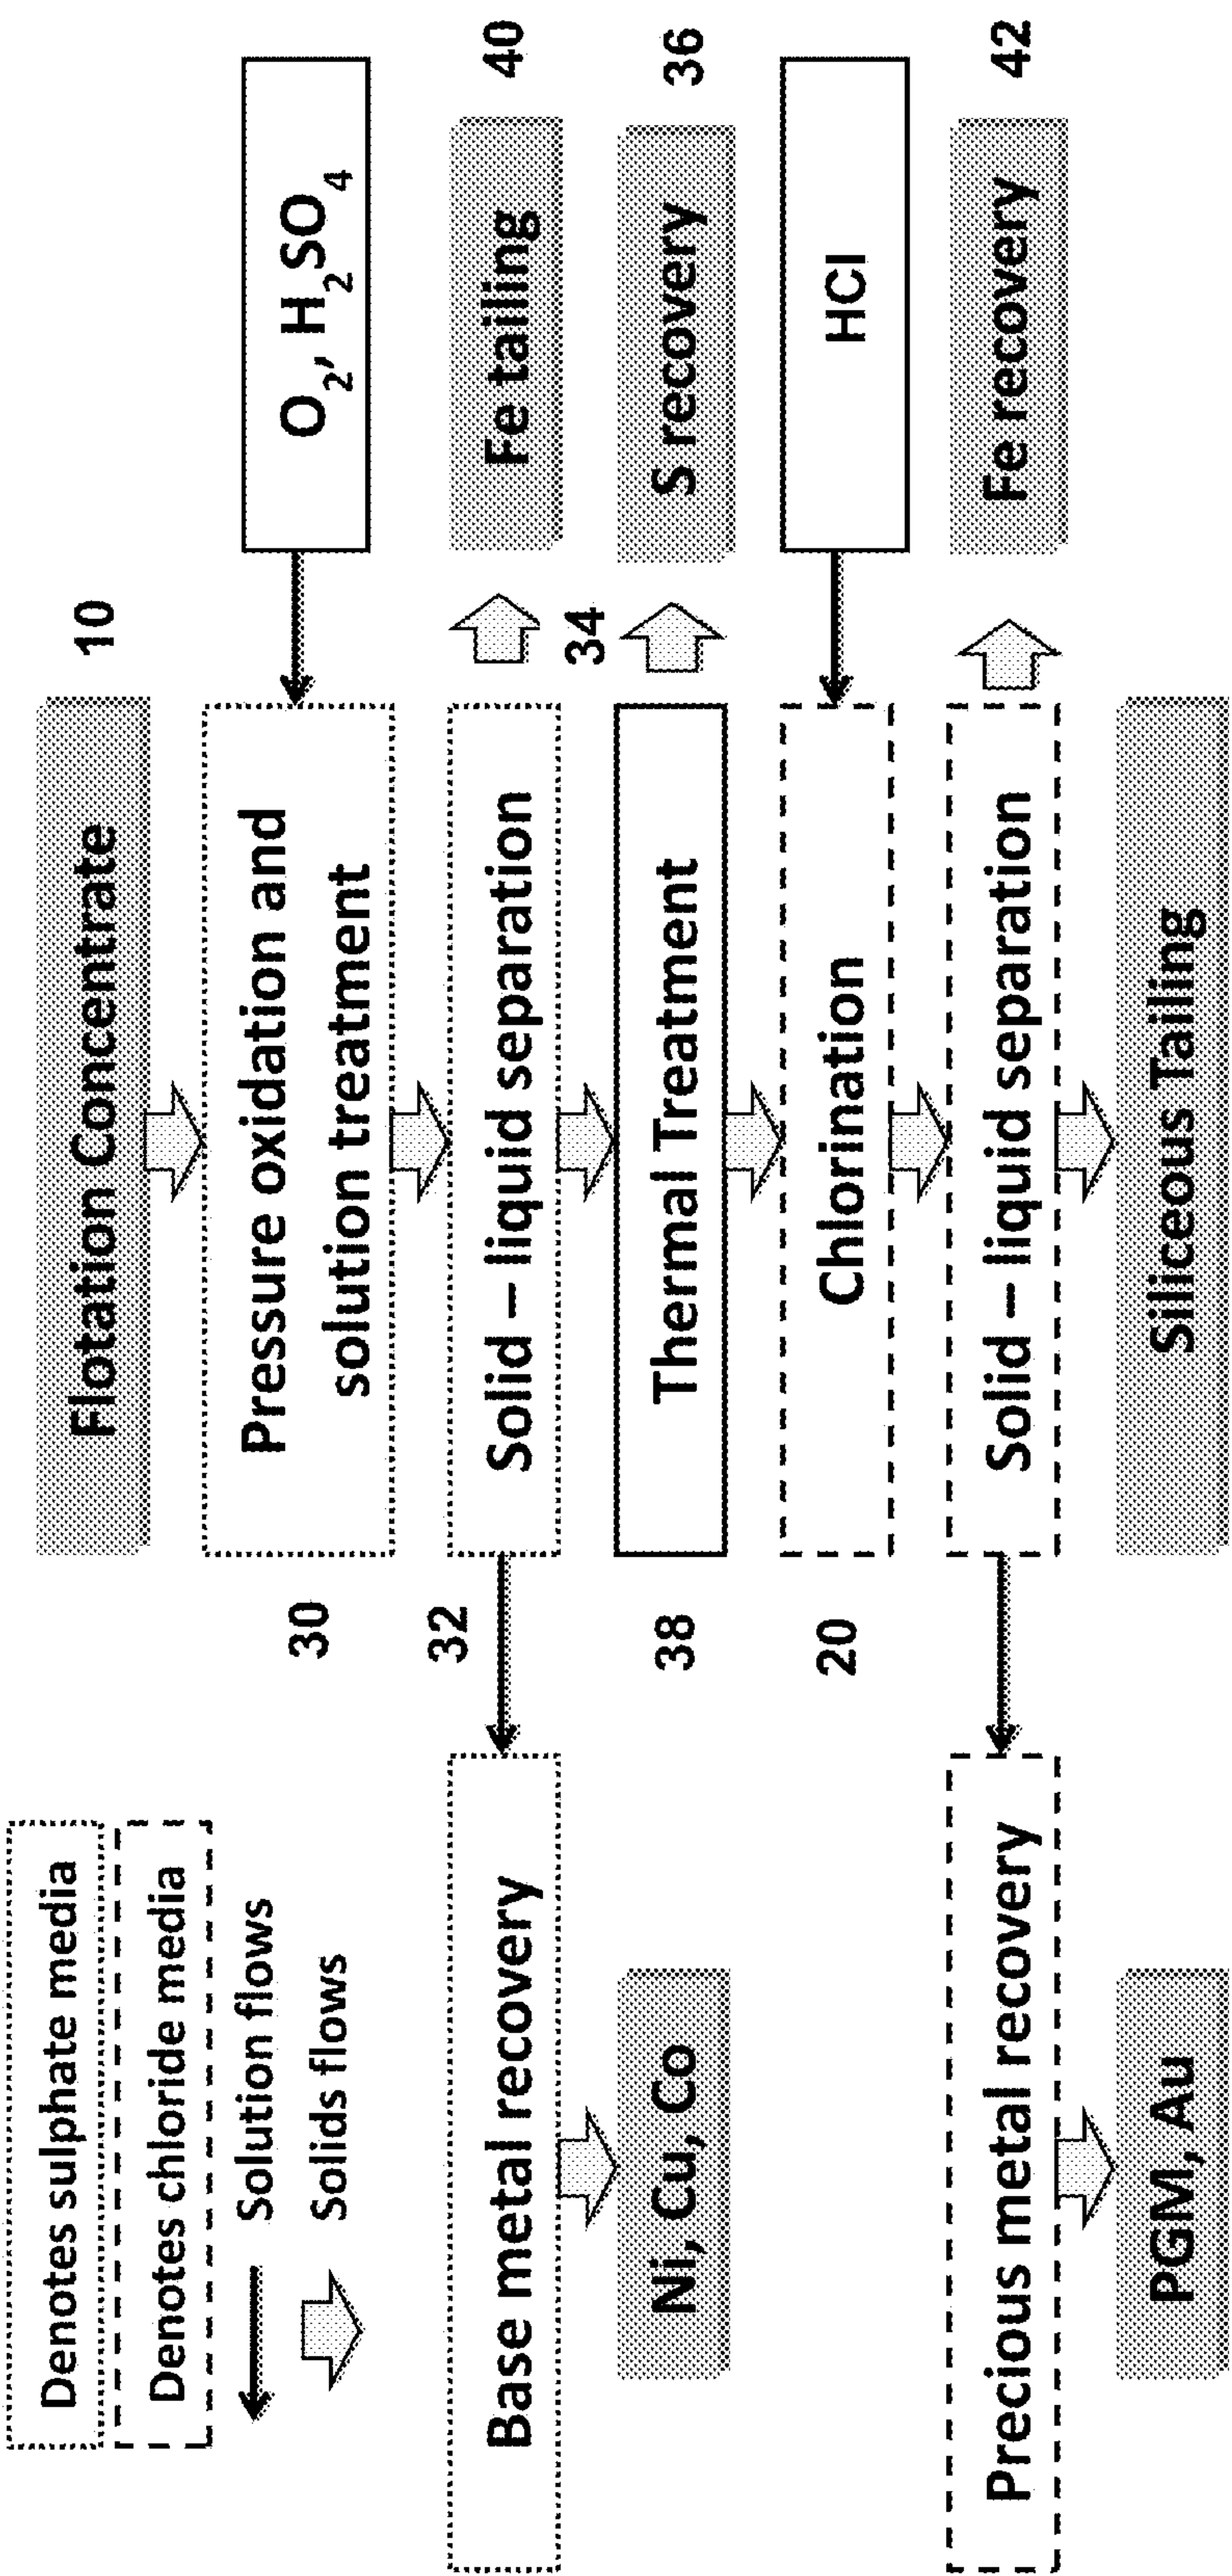 Denotes sulphate media
Denotes chloride media
Solution flows
Solids flows
Flotation Concentrate
10
30
Pressure oxidation and
solution treatment
O2, H2SO4
Base metal recovery
32
Solid – liquid separation
Fe tailing
40
34
Ni, Cu, Co
38
Thermal Treatment
S recovery
36
20
Chlorination
HCl
Precious metal recovery
Solid – liquid separation
Fe recovery
42
PGM, Au
Siliceous Tailing